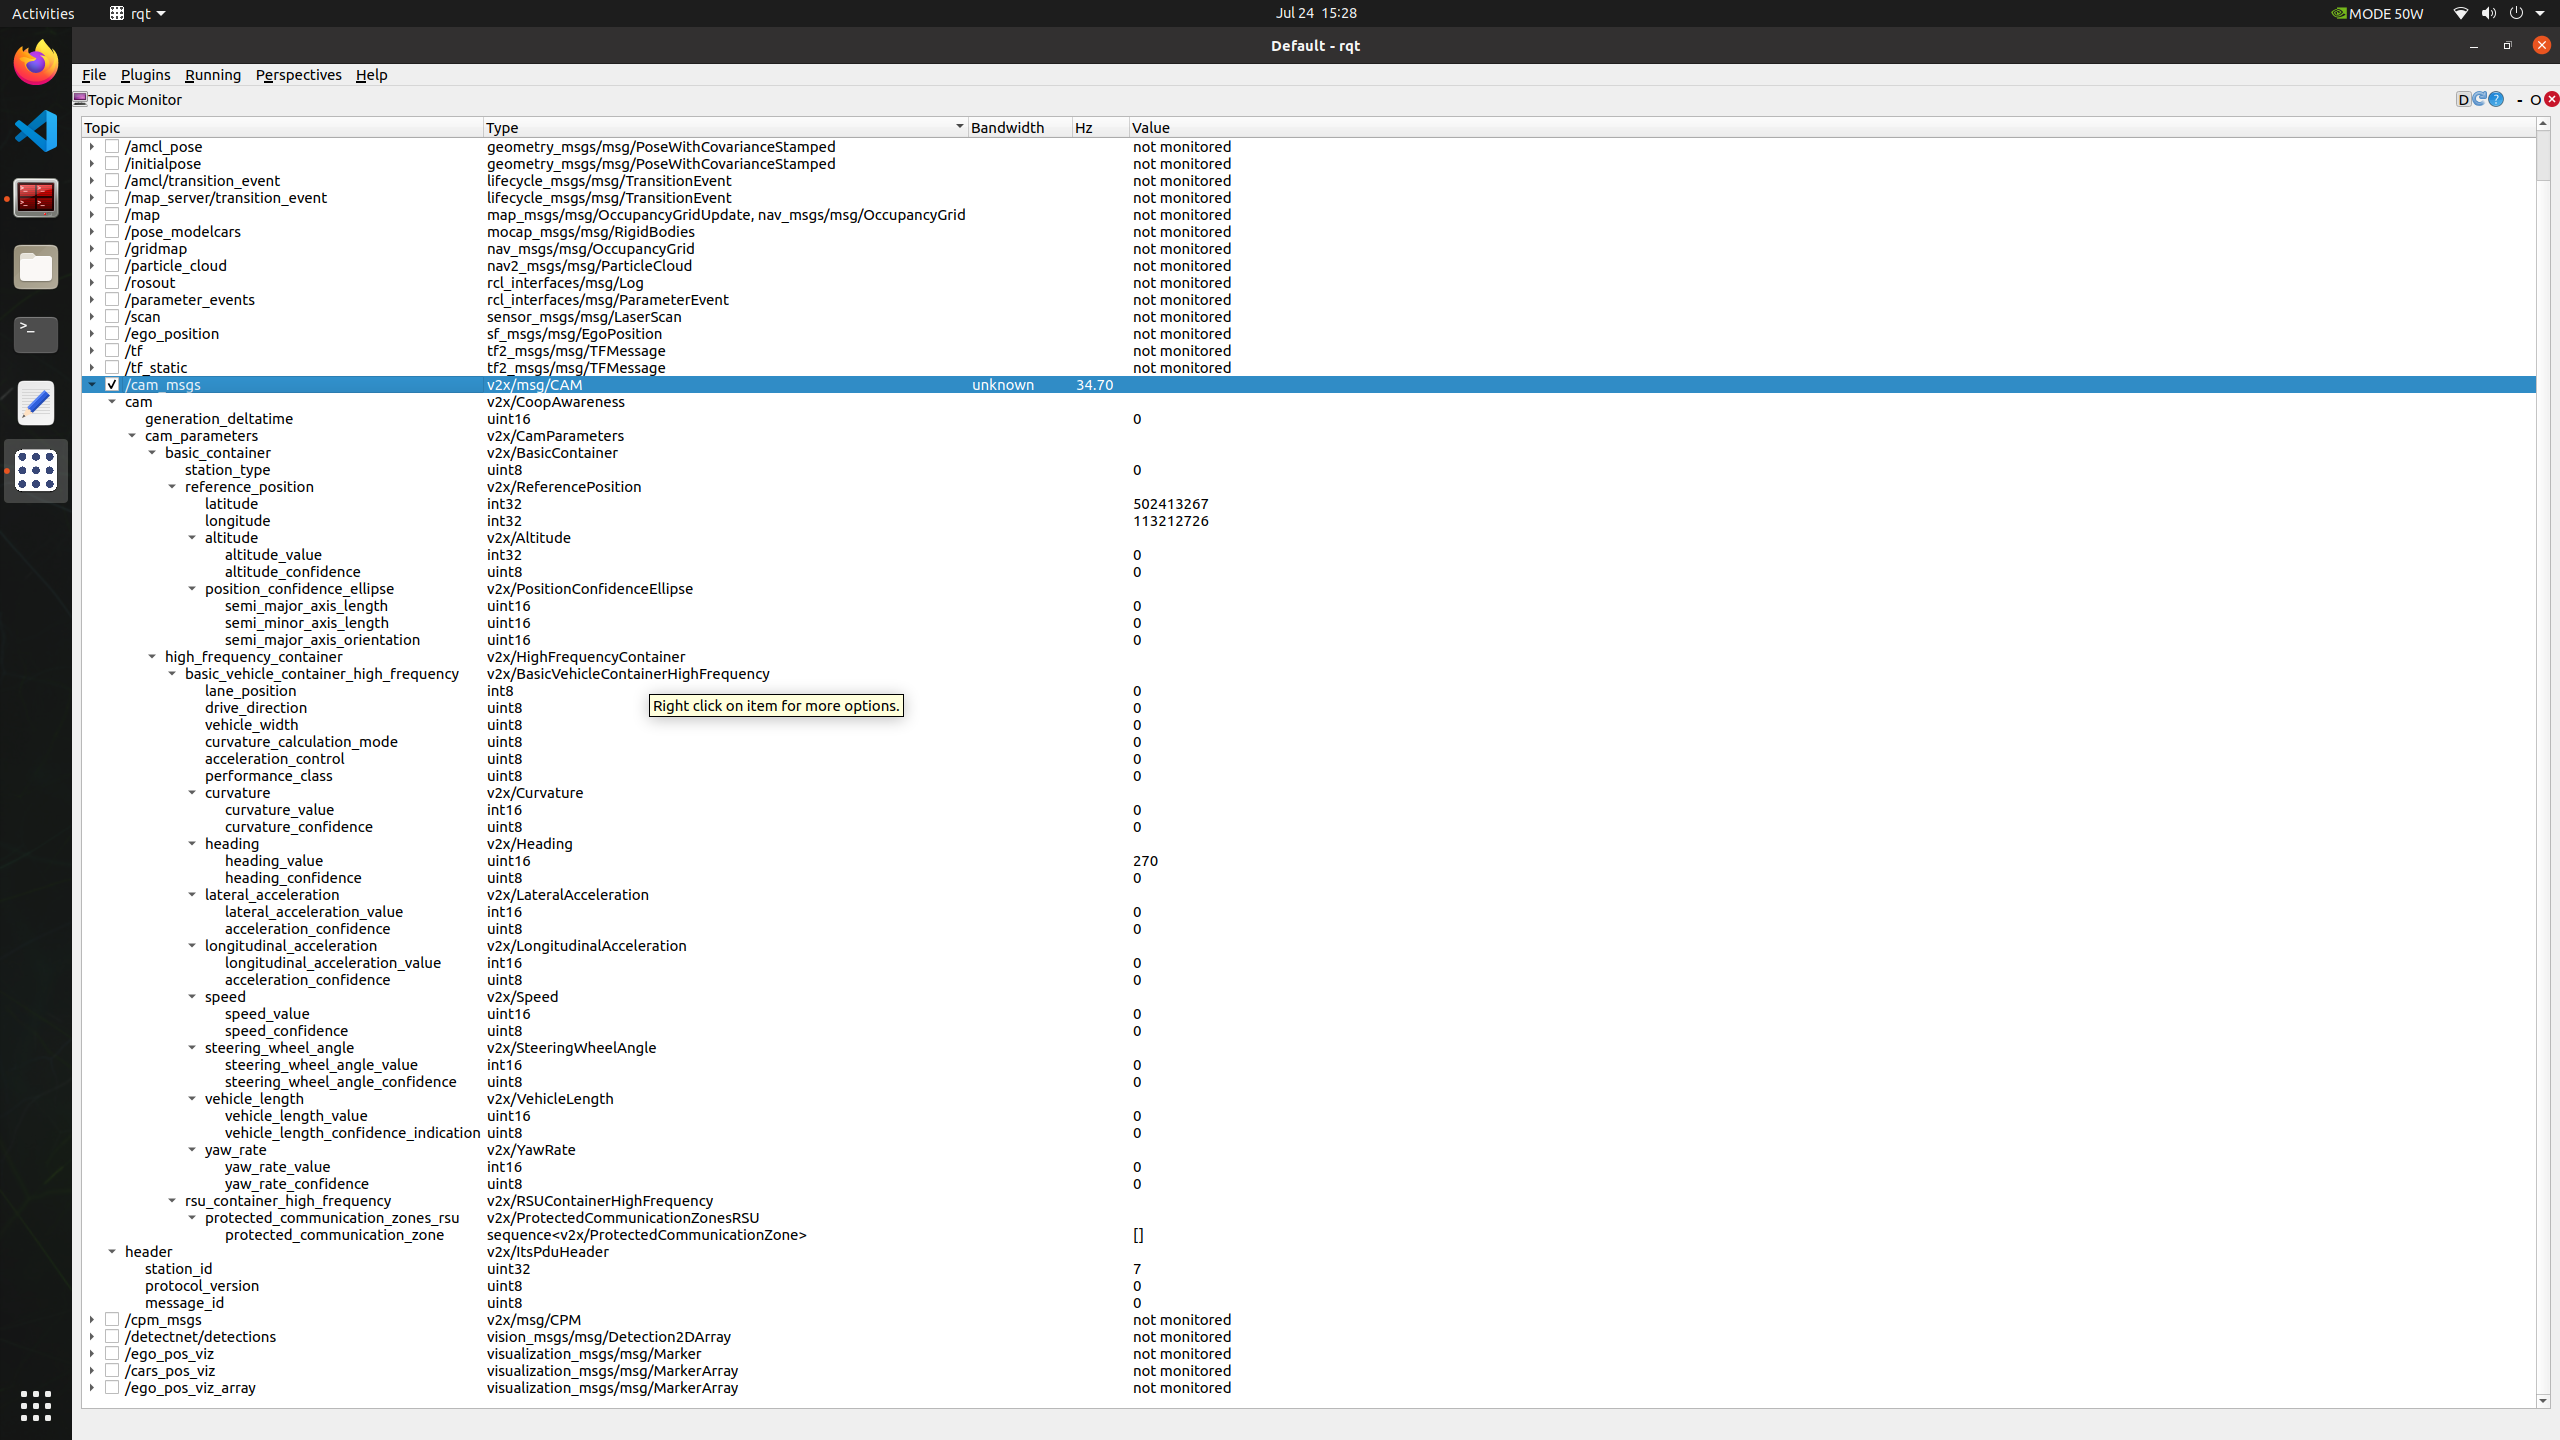 Activities rqt Jul 24 15:28 MODE 50W
Default - rqt
File Plugins Running Perspectives Help
Topic Monitor D ? - O
Topic Type Bandwidth Hz Value
/amcl_pose geometry_msgs/msg/PoseWithCovarianceStamped not monitored
/initialpose geometry_msgs/msg/PoseWithCovarianceStamped not monitored
/amcl/transition_event lifecycle_msgs/msg/TransitionEvent not monitored
/map_server/transition_event lifecycle_msgs/msg/TransitionEvent not monitored
/map map_msgs/msg/OccupancyGridUpdate, nav_msgs/msg/OccupancyGrid not monitored
/pose_modelcars mocap_msgs/msg/RigidBodies not monitored
/gridmap nav_msgs/msg/OccupancyGrid not monitored
/particle_cloud nav2_msgs/msg/ParticleCloud not monitored
/rosout rcl_interfaces/msg/Log not monitored
/parameter_events rcl_interfaces/msg/ParameterEvent not monitored
/scan sensor_msgs/msg/LaserScan not monitored
/ego_position sf_msgs/msg/EgoPosition not monitored
/tf tf2_msgs/msg/TFMessage not monitored
/tf_static tf2_msgs/msg/TFMessage not monitored
/cam_msgs v2x/msg/CAM unknown 34.70
cam v2x/CoopAwareness
generation_deltatime uint16 0
cam_parameters v2x/CamParameters
basic_container v2x/BasicContainer
station_type uint8 0
reference_position v2x/ReferencePosition
latitude int32 502413267
longitude int32 113212726
altitude v2x/Altitude
altitude_value int32 0
altitude_confidence uint8 0
position_confidence_ellipse v2x/PositionConfidenceEllipse
semi_major_axis_length uint16 0
semi_minor_axis_length uint16 0
semi_major_axis_orientation uint16 0
high_frequency_container v2x/HighFrequencyContainer
basic_vehicle_container_high_frequency v2x/BasicVehicleContainerHighFrequency
lane_position int8 0
drive_direction uint8 Right click on item for more options. 0
vehicle_width uint8 0
curvature_calculation_mode uint8 0
acceleration_control uint8 0
performance_class uint8 0
curvature v2x/Curvature
curvature_value int16 0
curvature_confidence uint8 0
heading v2x/Heading
heading_value uint16 270
heading_confidence uint8 0
lateral_acceleration v2x/LateralAcceleration
lateral_acceleration_value int16 0
acceleration_confidence uint8 0
longitudinal_acceleration v2x/LongitudinalAcceleration
longitudinal_acceleration_value int16 0
acceleration_confidence uint8 0
speed v2x/Speed
speed_value uint16 0
speed_confidence uint8 0
steering_wheel_angle v2x/SteeringWheelAngle
steering_wheel_angle_value int16 0
steering_wheel_angle_confidence uint8 0
vehicle_length v2x/VehicleLength
vehicle_length_value uint16 0
vehicle_length_confidence_indication uint8 0
yaw_rate v2x/YawRate
yaw_rate_value int16 0
yaw_rate_confidence uint8 0
rsu_container_high_frequency v2x/RSUContainerHighFrequency
protected_communication_zones_rsu v2x/ProtectedCommunicationZonesRSU
protected_communication_zone sequence<v2x/ProtectedCommunicationZone> []
header v2x/ItsPduHeader
station_id uint32 7
protocol_version uint8 0
message_id uint8 0
/cpm_msgs v2x/msg/CPM not monitored
/detectnet/detections vision_msgs/msg/Detection2DArray not monitored
/ego_pos_viz visualization_msgs/msg/Marker not monitored
/cars_pos_viz visualization_msgs/msg/MarkerArray not monitored
/ego_pos_viz_array visualization_msgs/msg/MarkerArray not monitored